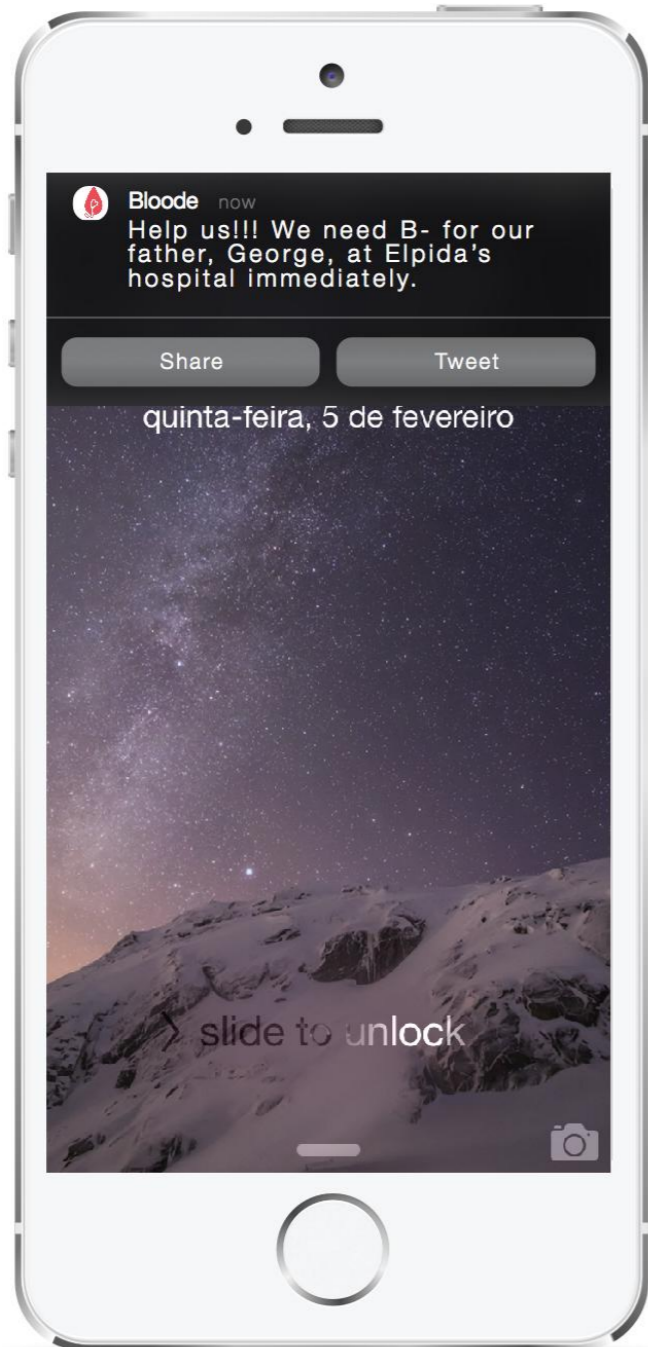 Bloode now
Help us!!! We need B- for our
father, George, at Elpida's
hospital immediately.
Share Tweet
quinta-feira, 5 de fevereiro
> slide to unlock